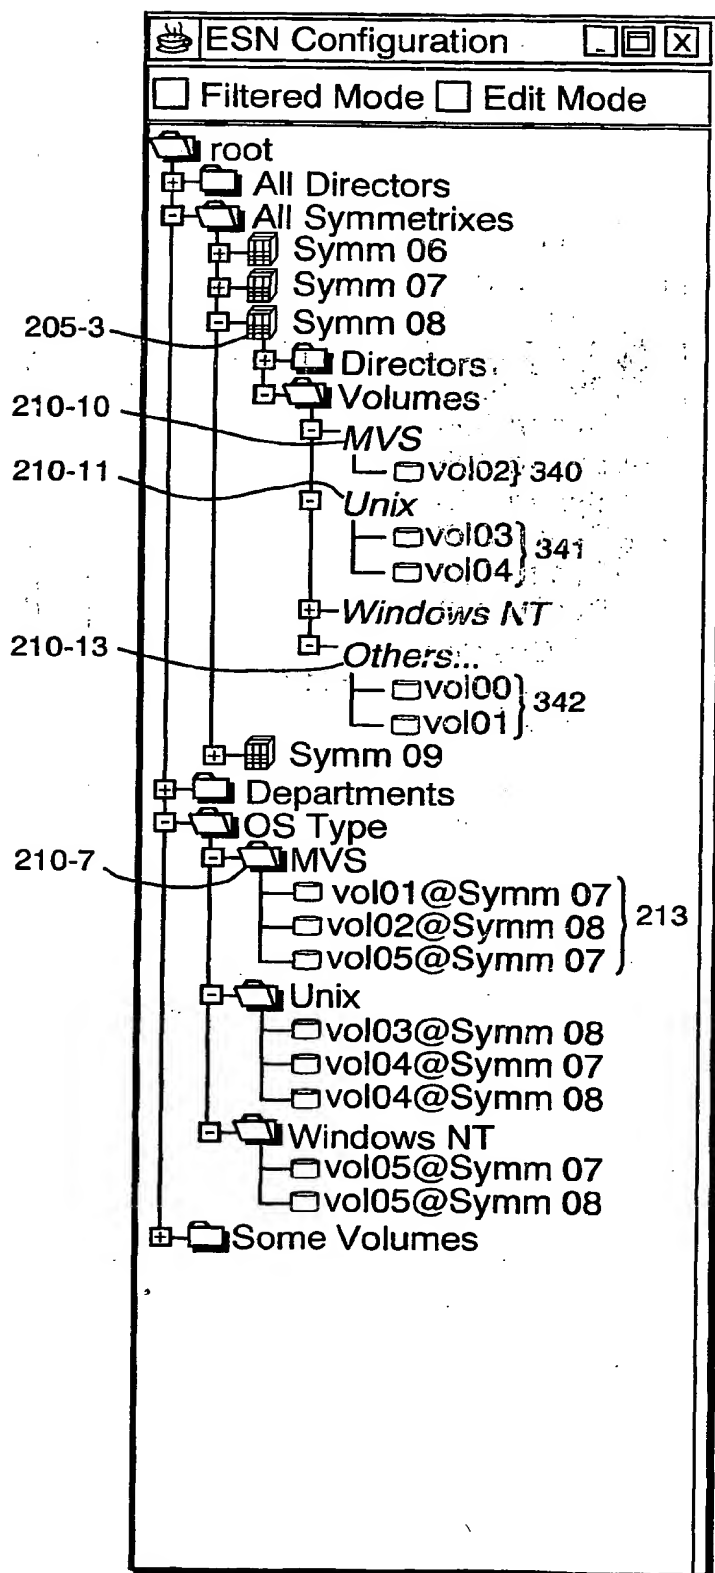 ESN Configuration
Filtered Mode Edit Mode
root
All Directors
All Symmetrixes
Symm 06
Symm 07
205-3 Symm 08
Directors
Volumes
210-10 MVS
vol02} 340
210-11 Unix
vol03
341
vol04
Windows NT
210-13 Others...
vol00
342
vol01
Symm 09
Departments
OS Type
210-7 MVS
vol01@Symm 07
vol02@Symm 08 213
vol05@Symm 07
Unix
vol03@Symm 08
vol04@Symm 07
vol04@Symm 08
Windows NT
vol05@Symm 07
vol05@Symm 08
Some Volumes